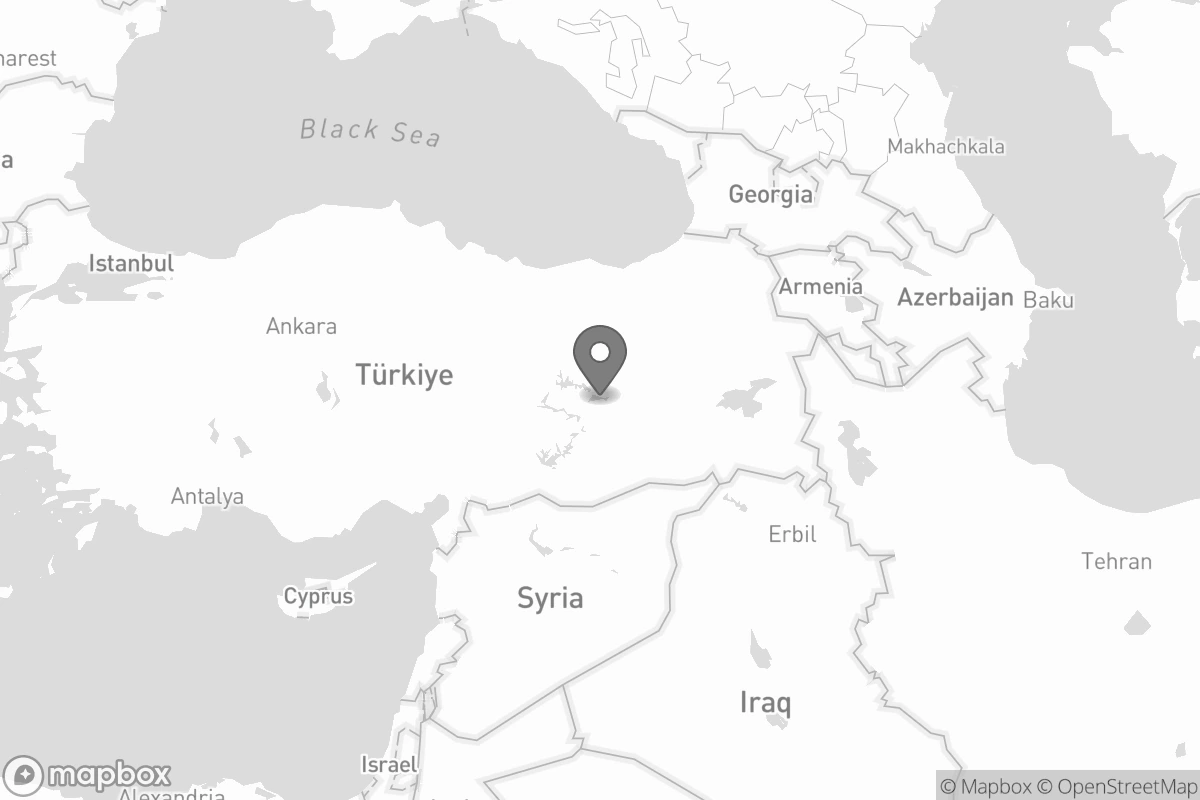 harest
Black Sea
a
Makhachkala
Georgia
Istanbul
Armenia
Azerbaijan
Baku
Ankara
Türkiye
Antalya
Erbil
Tehran
Cyprus
Syria
Iraq
Israel
mapbox
Alexandria
© Mapbox © OpenStreetMap